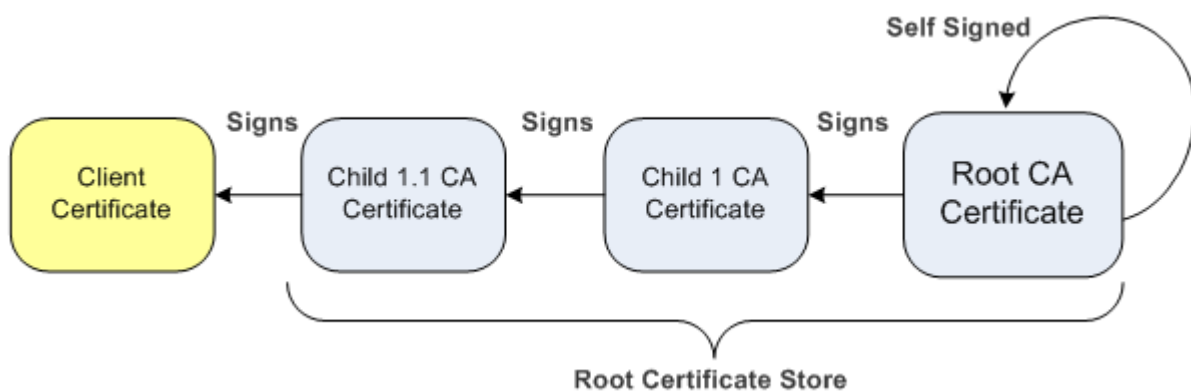 Self Signed
Signs
Signs
Signs
Client
Certificate
Child 1.1 CA
Certificate
Child 1 CA
Certificate
Root CA
Certificate
Root Certificate Store